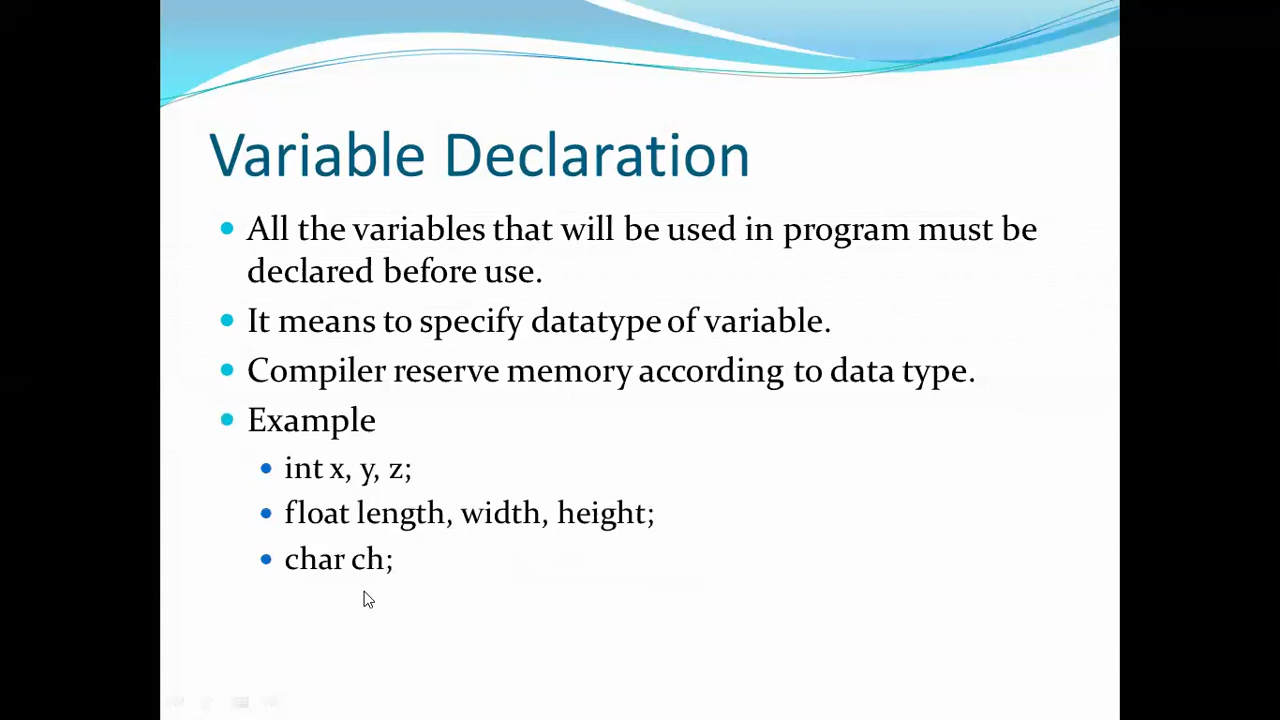 Variable Declaration
All the variables that will be used in program must be
declared before use.
It means to specify datatype of variable.
Compiler reserve memory according to data type.
Example
int x, y, z;
float length, width, height;
char ch;